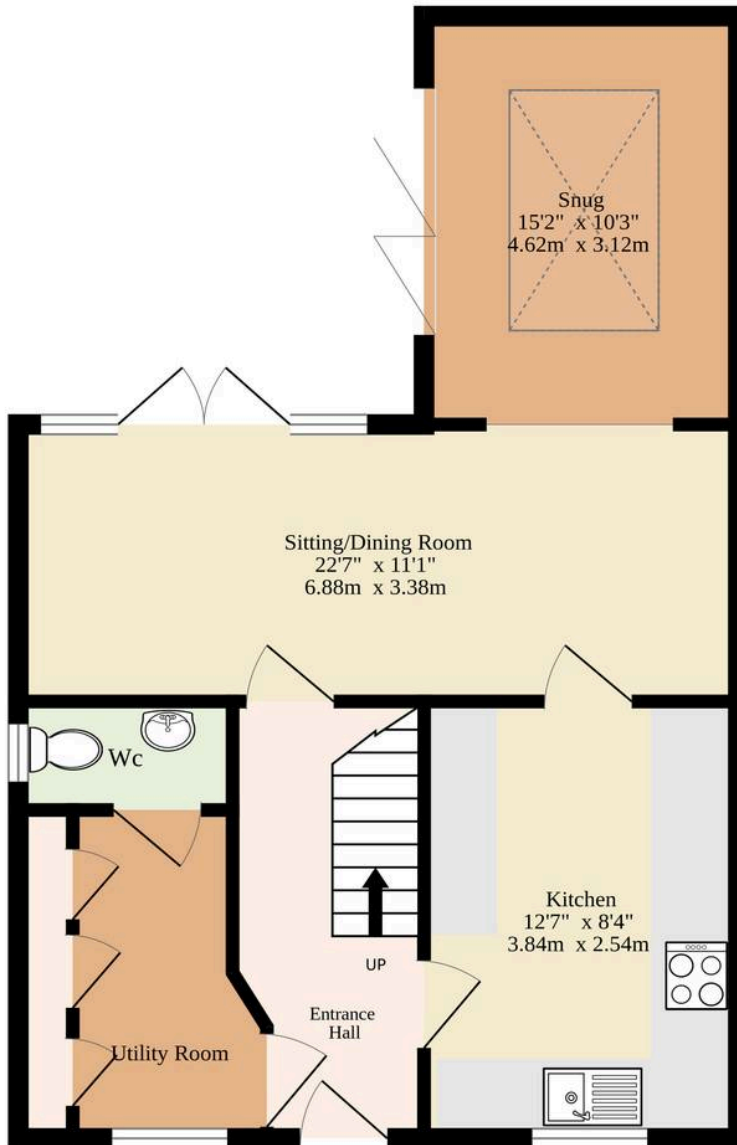 Snug
15'2" x 10'3"
4.62m x 3.12m
Sitting/Dining Room
22'7" x 11'1"
6.88m x 3.38m
Wc
Kitchen
12'7" x 8'4"
3.84m x 2.54m
UP
Entrance
Hall
Utility Room